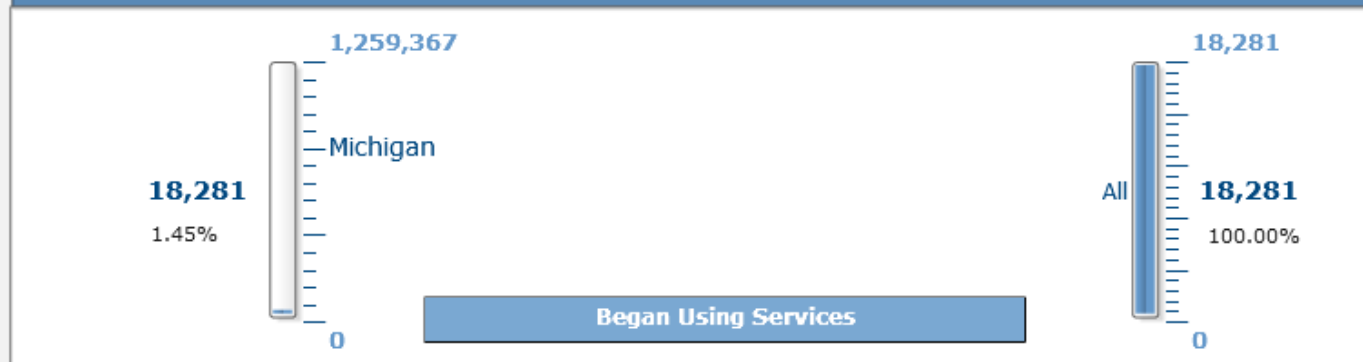 1,259,367
18,281
Michigan
18,281
All
18,281
1.45%
100.00%
Began Using Services
0
0